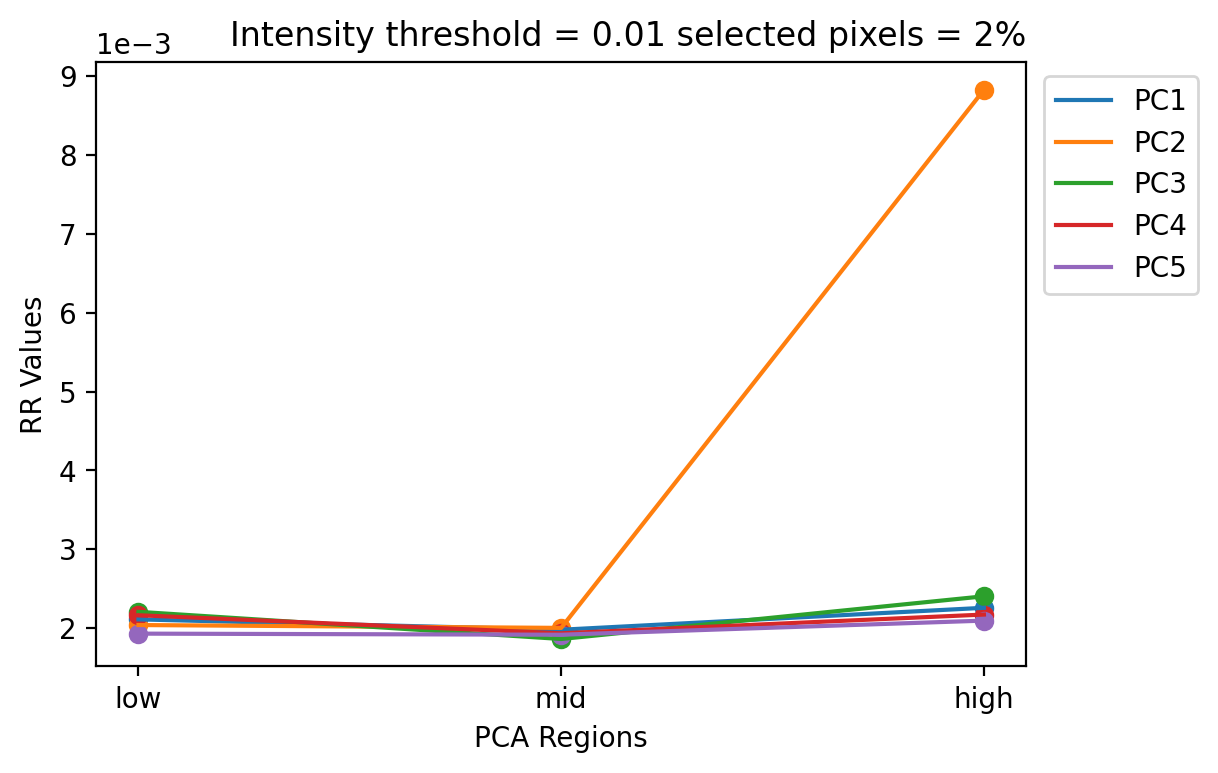 Intensity threshold = 0.01 selected pixels = 2%
1e−3
9
8
7
6
5
4
3
2
RR Values
low
mid
high
PCA Regions
PC1
PC2
PC3
PC4
PC5